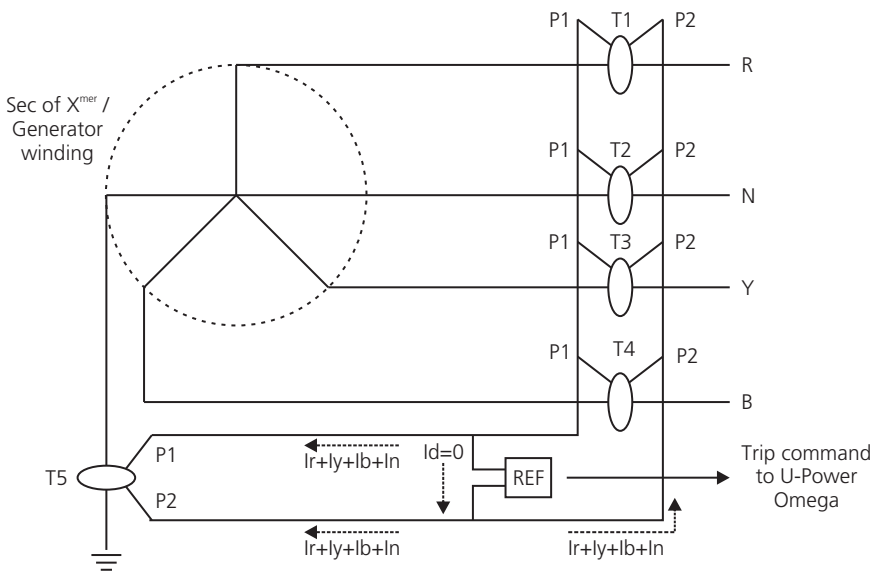 P1 T1 P2
R
Sec of Xmer /
Generator
winding
P1 T2 P2
N
P1 T3 P2
Y
P1 T4 P2
B
P1
T5
P2
Ir+Iy+Ib+In
Id=0
REF
Trip command
to U-Power
Omega
Ir+Iy+Ib+In
Ir+Iy+Ib+In